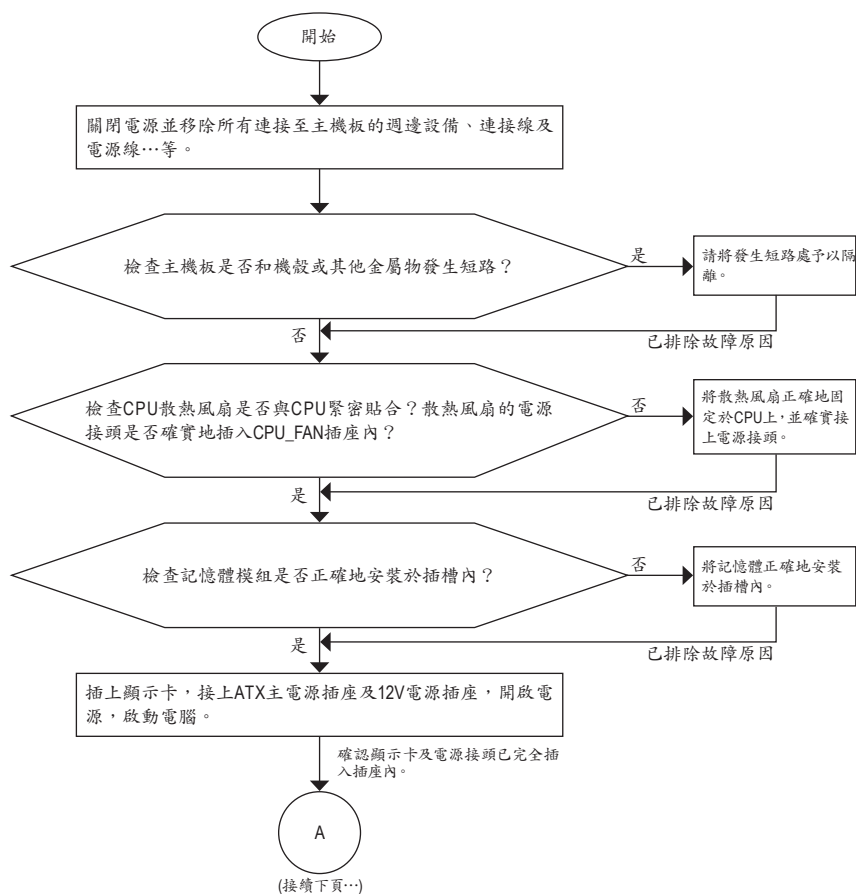 開始
關閉電源並移除所有連接至主機板的週邊設備、連接線及
電源線…等。
檢查主機板是否和機殼或其他金屬物發生短路？
是
請將發生短路處予以隔
離。
否
已排除故障原因
檢查CPU散熱風扇是否與CPU緊密貼合？散熱風扇的電源
接頭是否確實地插入CPU_FAN插座內？
否
將散熱風扇正確地固
定於CPU上，並確實接
上電源接頭。
是
已排除故障原因
檢查記憶體模組是否正確地安裝於插槽內？
否
將記憶體正確地安裝
於插槽內。
是
已排除故障原因
插上顯示卡，接上ATX主電源插座及12V電源插座，開啟電
源，啟動電腦。
確認顯示卡及電源接頭已完全插
入插座內。
A
(接續下頁…)